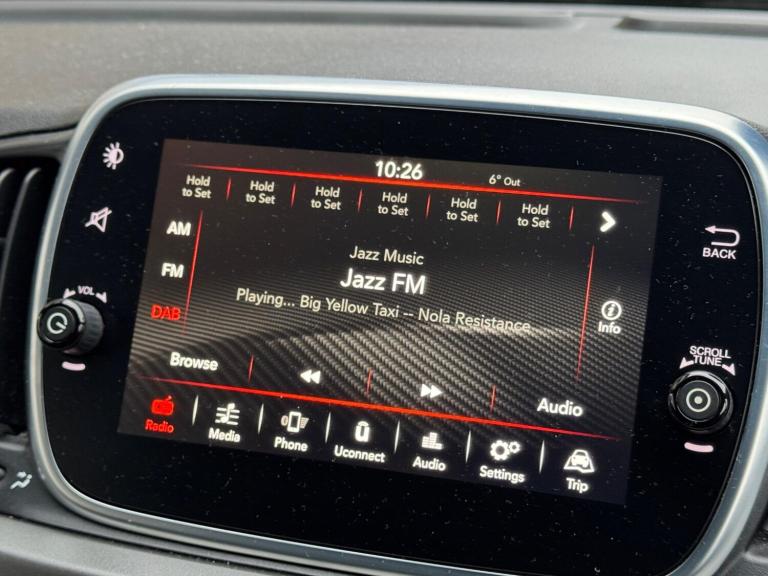 10:26
6° Out
Hold
to Set
Hold
to Set
Hold
to Set
Hold
to Set
Hold
to Set
Hold
to Set
AM
FM
DAB
Jazz Music
Jazz FM
Playing... Big Yellow Taxi -- Nola Resistance
Info
Browse
Audio
Radio
Media
Phone
Uconnect
Audio
Settings
Trip
VOL
BACK
SCROLL
TUNE